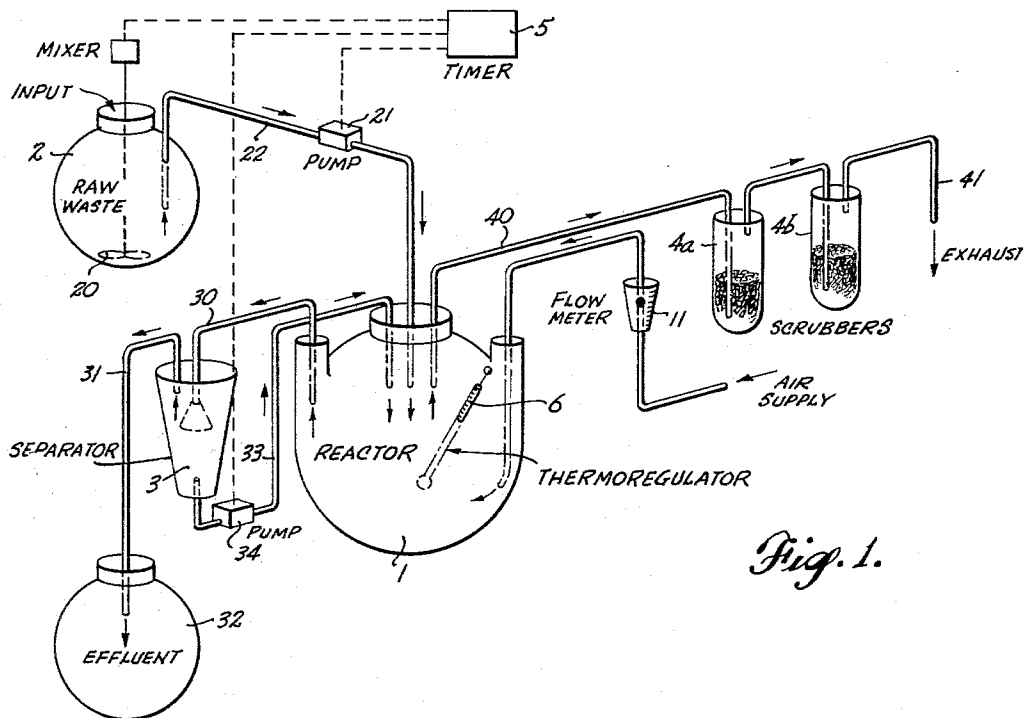 5
TIMER
MIXER
INPUT
2
RAW
WASTE
20
21
PUMP
22
40
4a
4b
41
EXHAUST
SCRUBBERS
FLOW
METER
11
AIR
SUPPLY
30
31
SEPARATOR
3
33
PUMP
34
REACTOR
6
THERMOREGULATOR
1
32
EFFLUENT
Fig. 1.